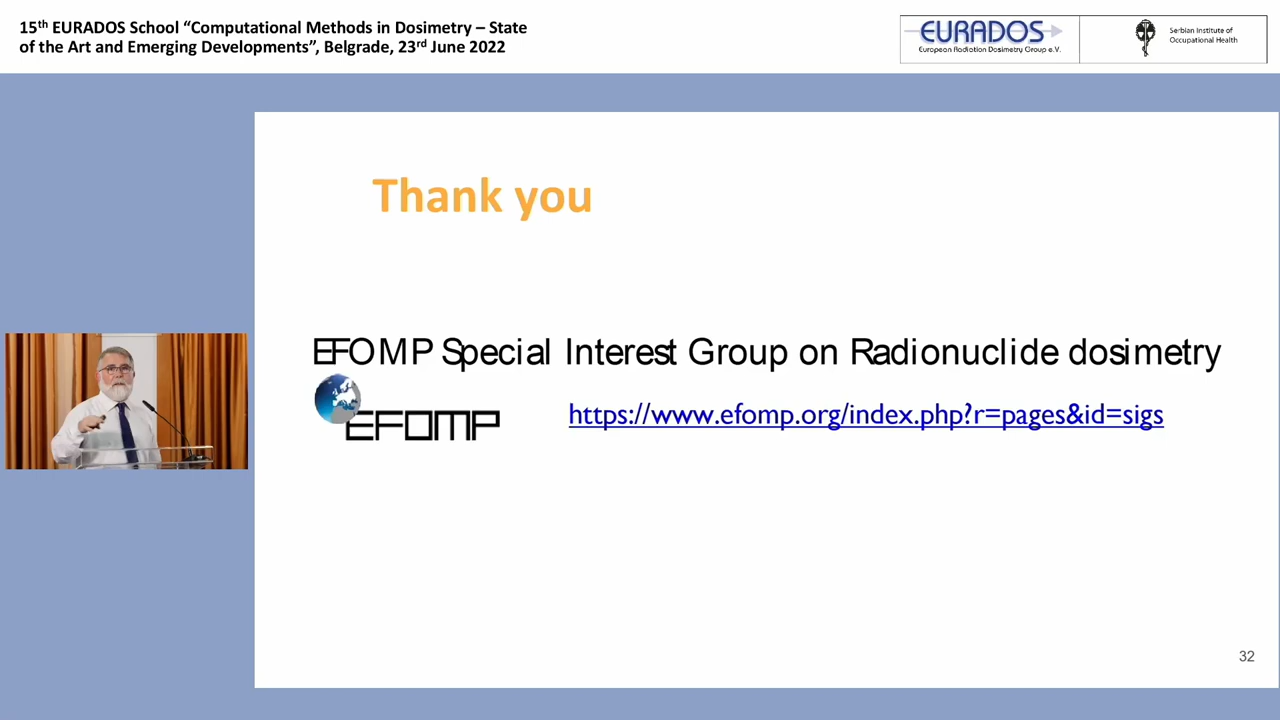 15th EURADOS School “Computational Methods in Dosimetry – State
of the Art and Emerging Developments”, Belgrade, 23rd June 2022
EURADOS
European Radiation Dosimetry Group e.V.
Serbian Institute of
Occupational Health
Thank you
EFOMP Special Interest Group on Radionuclide dosimetry
EFOMP
https://www.efomp.org/index.php?r=pages&id=sigs
32